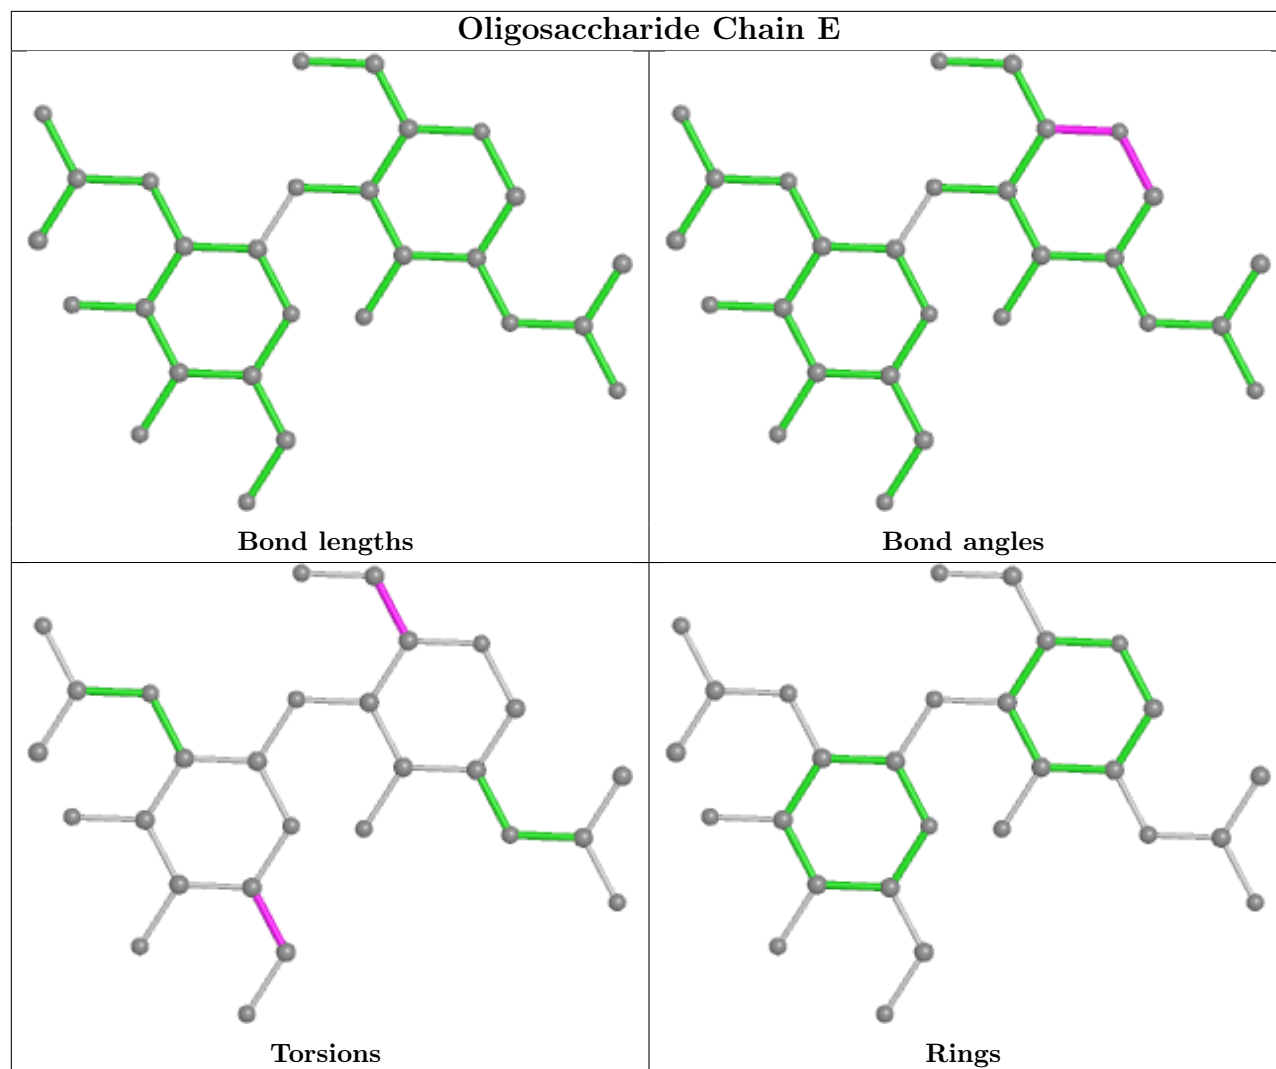 Oligosaccharide Chain E
Bond lengths
Bond angles
Torsions
Rings